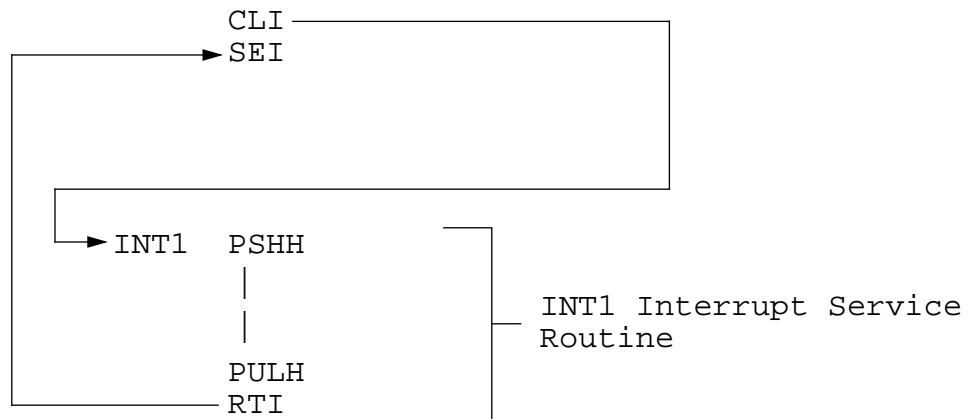 CLI
SEI
INT1 PSHH
|
|
INT1 Interrupt Service
Routine
PULH
RTI